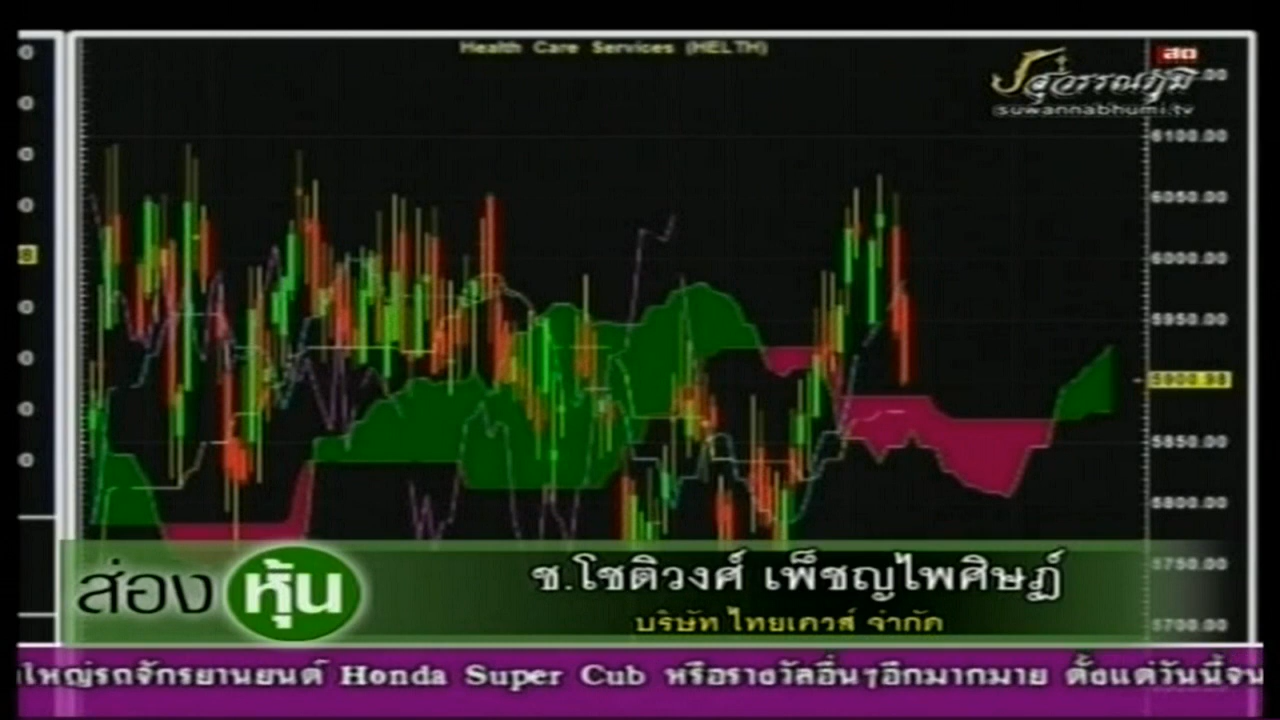 Health Care Services (HELTH)
สด
สุวรรณภูมิ
suwannabhumi.tv
6100.00
6050.00
6000.00
5950.00
5900.98
5850.00
5800.00
5750.00
5700.00
ส่อง หุ้น
ช.โชติวงศ์ เพ็ชญไพศิษฏ์
บริษัท ไทยเควส์ จำกัด
ใหญ่รถจักรยานยนต์ Honda Super Cub หรือรางวัลอื่นๆอีกมากมาย ตั้งแต่วันนี้จน